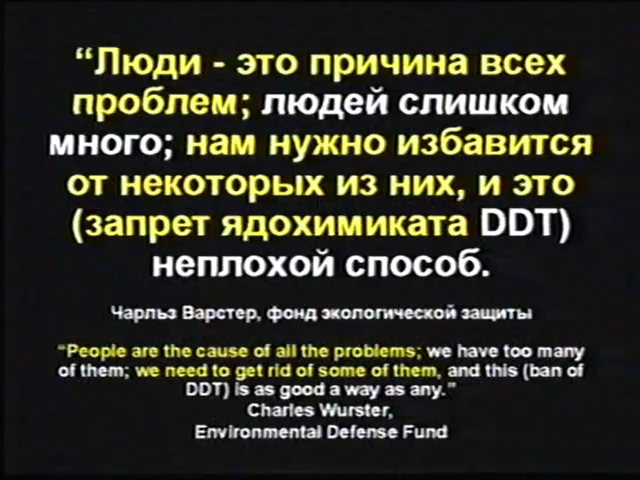 “Люди - это причина всех
проблем; людей слишком
много; нам нужно избавится
от некоторых из них, и это
(запрет ядохимиката DDT)
неплохой способ.
Чарльз Варстер, фонд экологической защиты
“People are the cause of all the problems; we have too many
of them; we need to get rid of some of them, and this (ban of
DDT) is as good a way as any.”
Charles Wurster,
Environmental Defense Fund